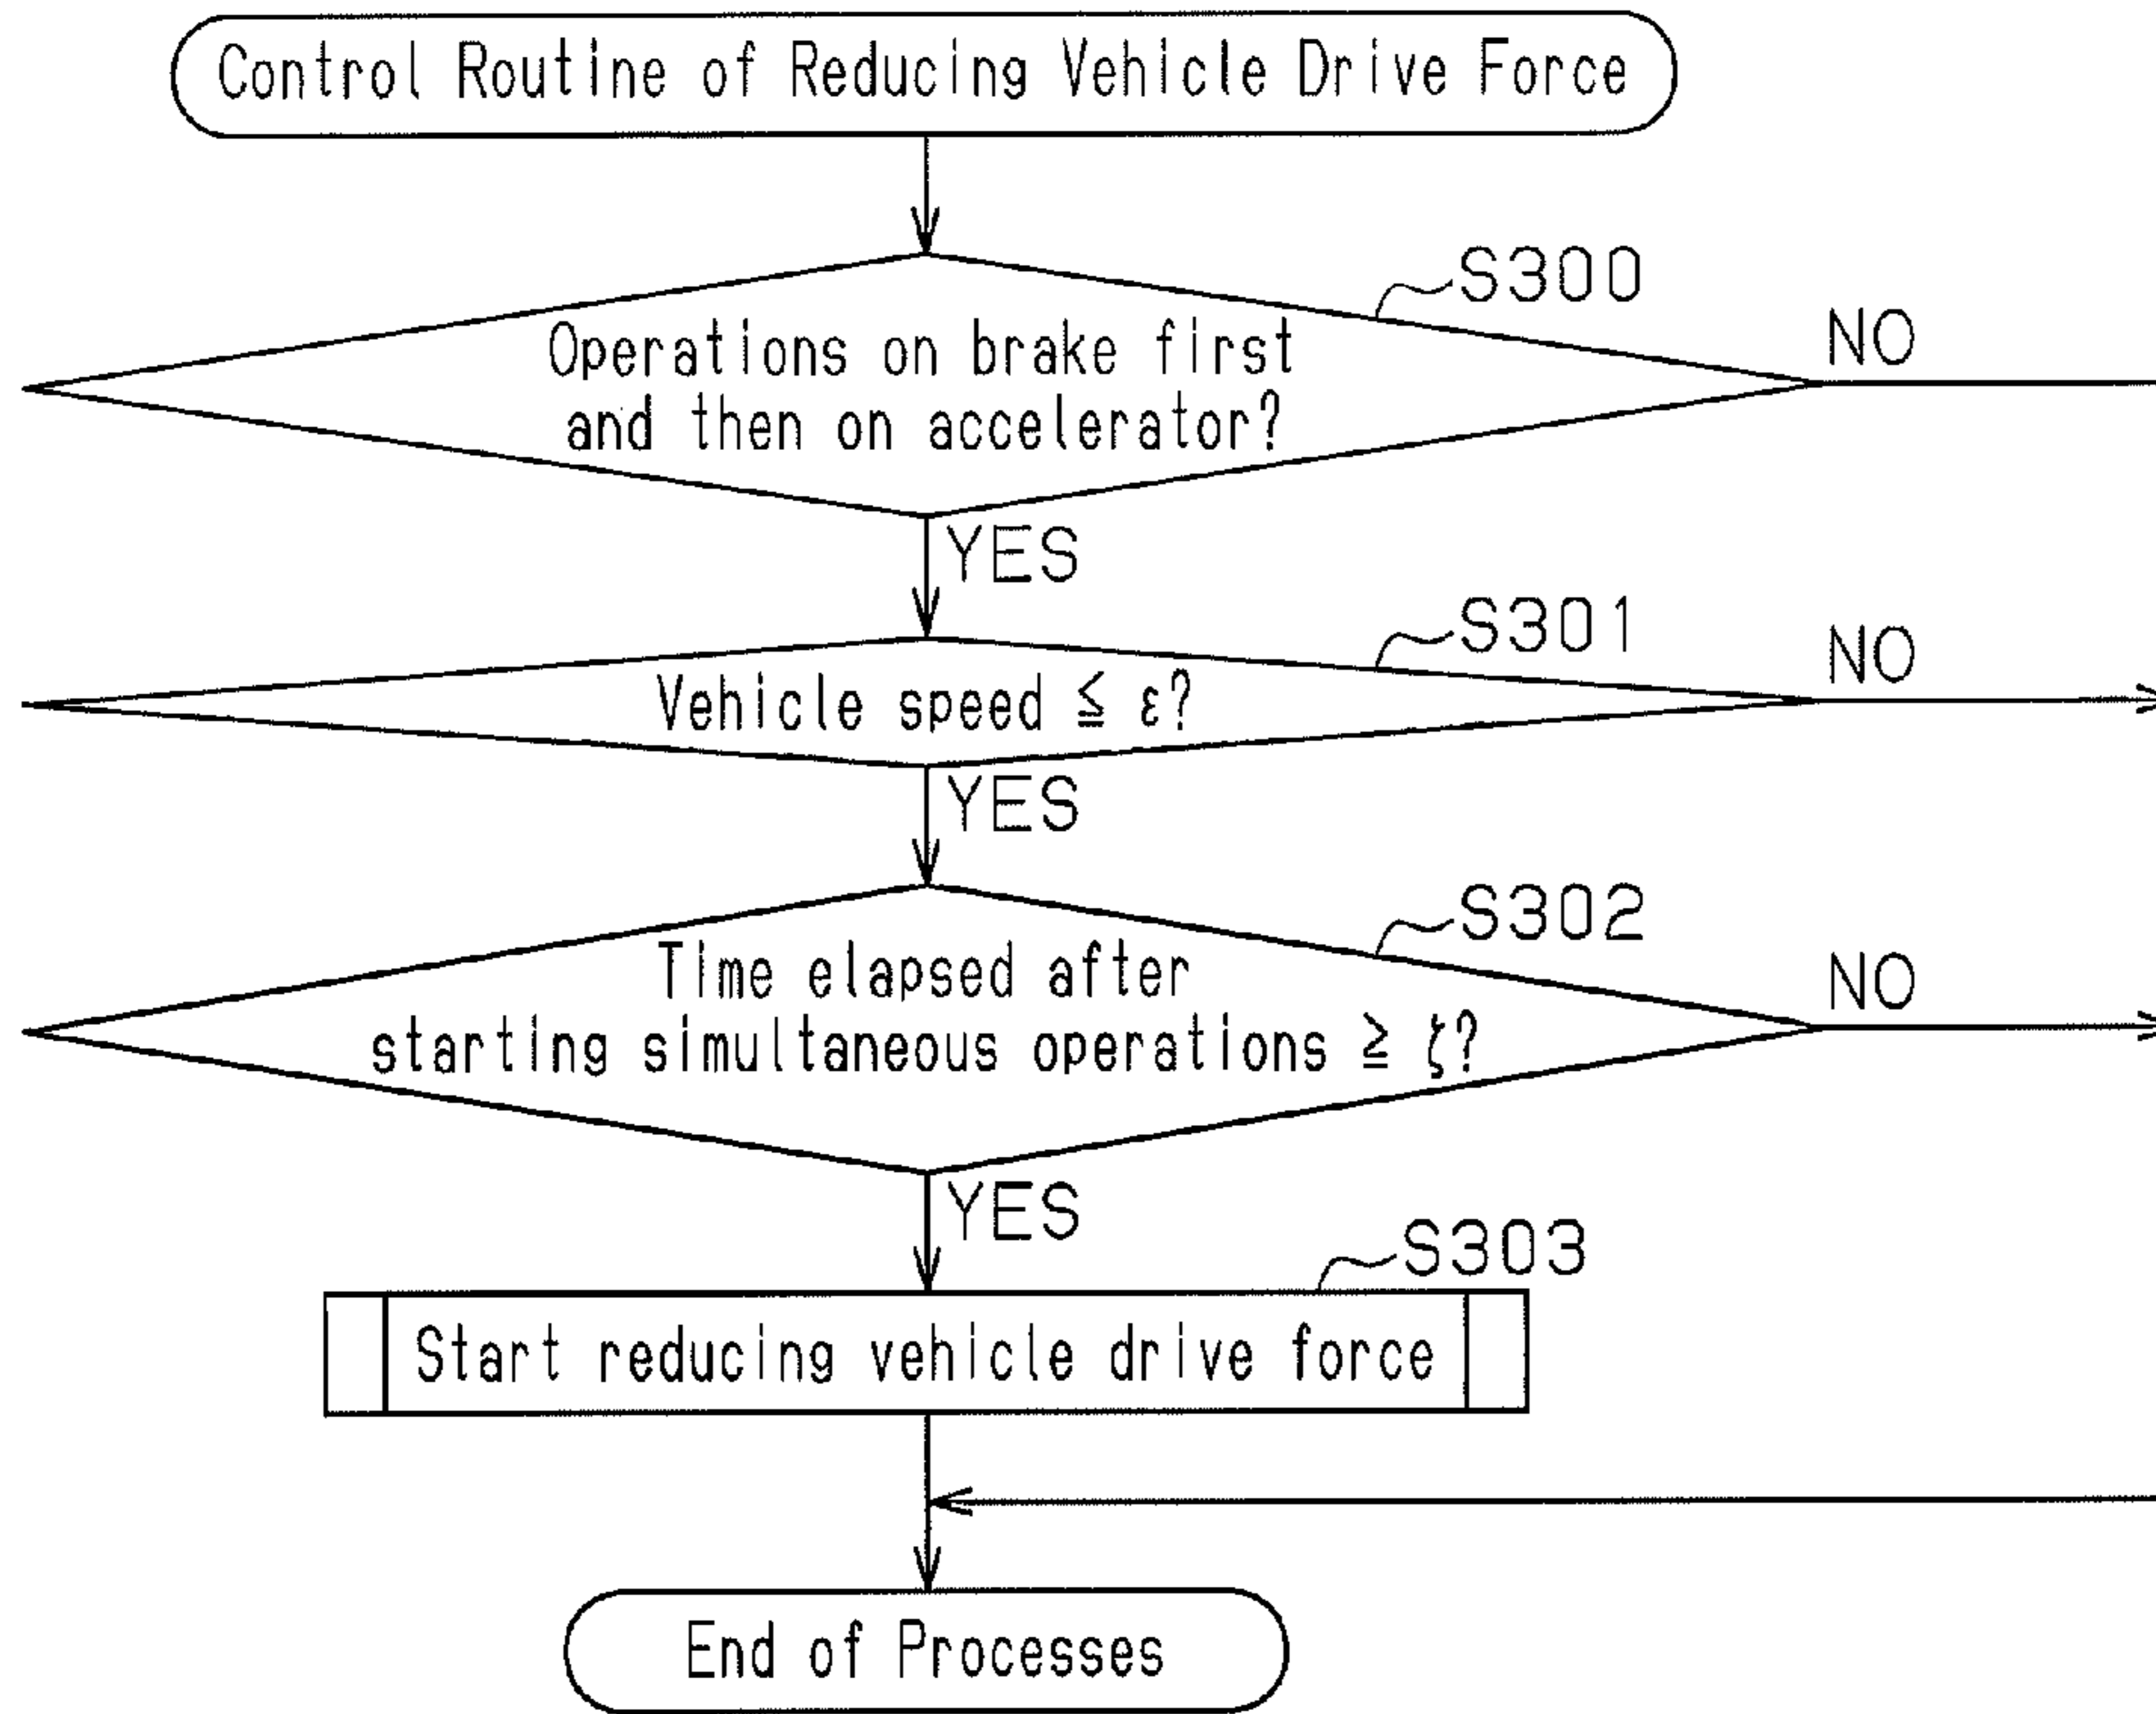 Control Routine of Reducing Vehicle Drive Force
S300
NO
Operations on brake first
and then on accelerator?
YES
S301
NO
Vehicle speed ≦ ε?
YES
S302
NO
Time elapsed after
starting simultaneous operations ≧ ζ?
YES
S303
Start reducing vehicle drive force
End of Processes